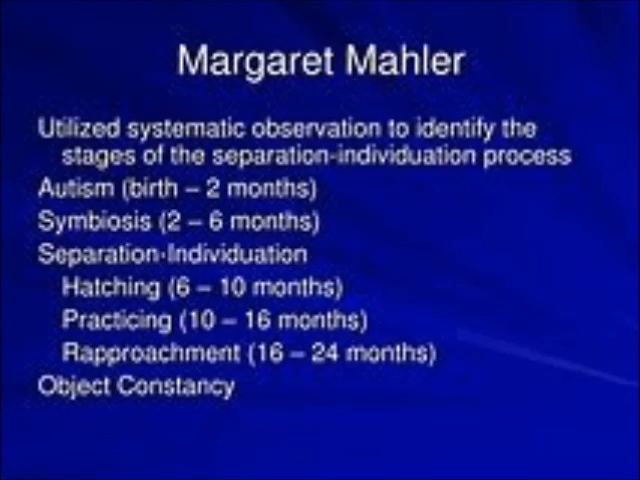 Margaret Mahler
Utilized systematic observation to identify the
stages of the separation-individuation process
Autism (birth – 2 months)
Symbiosis (2 – 6 months)
Separation-Individuation
Hatching (6 – 10 months)
Practicing (10 – 16 months)
Rapproachment (16 – 24 months)
Object Constancy